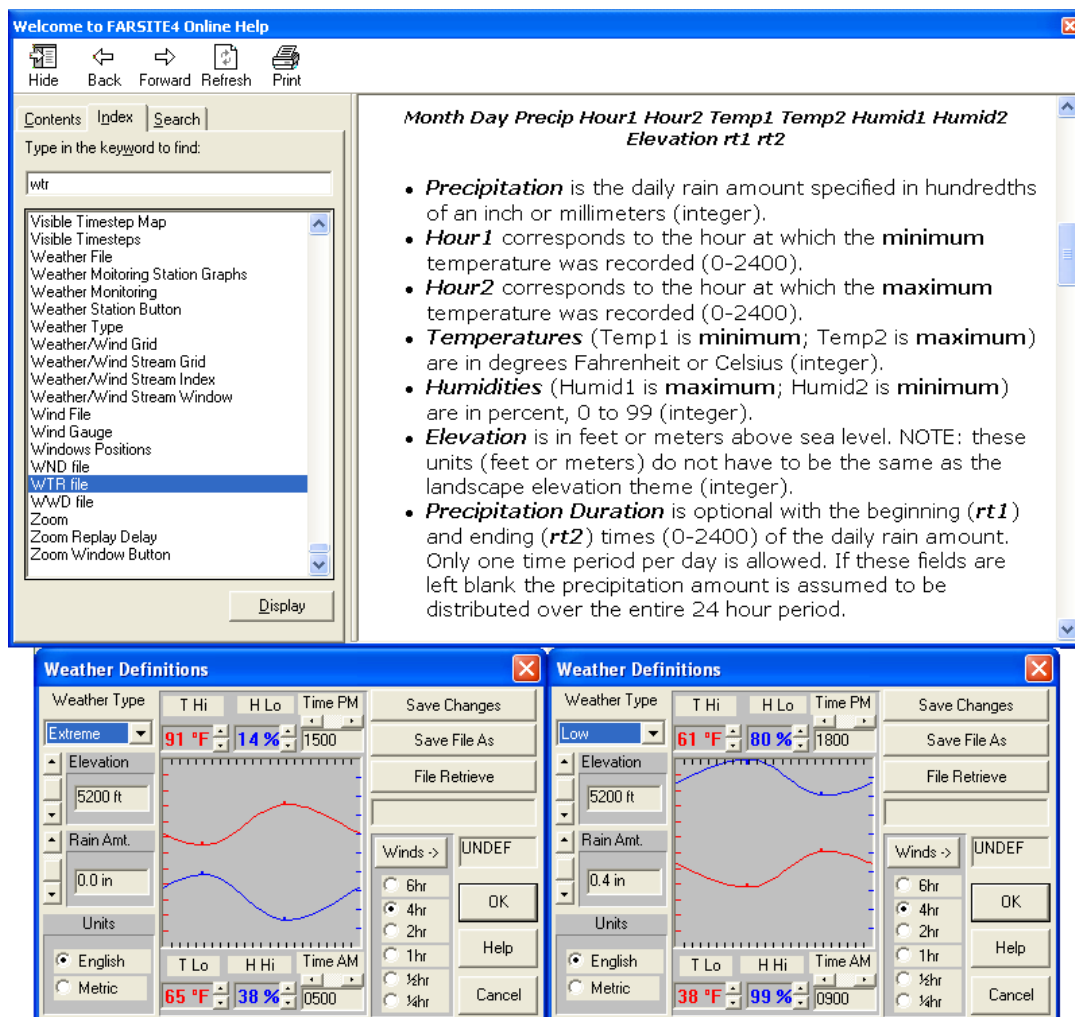 Welcome to FARSITE4 Online Help
Hide Back Forward Refresh Print
Contents Index Search
Type in the keyword to find:
wtr
Visible Timestep Map
Visible Timesteps
Weather File
Weather Moitoring Station Graphs
Weather Monitoring
Weather Station Button
Weather Type
Weather/Wind Grid
Weather/Wind Stream Grid
Weather/Wind Stream Index
Weather/Wind Stream Window
Wind File
Wind Gauge
Windows Positions
WND file
WTR file
WWD file
Zoom
Zoom Replay Delay
Zoom Window Button
Display
Month Day Precip Hour1 Hour2 Temp1 Temp2 Humid1 Humid2
Elevation rt1 rt2
• Precipitation is the daily rain amount specified in hundredths
of an inch or millimeters (integer).
• Hour1 corresponds to the hour at which the minimum
temperature was recorded (0-2400).
• Hour2 corresponds to the hour at which the maximum
temperature was recorded (0-2400).
• Temperatures (Temp1 is minimum; Temp2 is maximum)
are in degrees Fahrenheit or Celsius (integer).
• Humidities (Humid1 is maximum; Humid2 is minimum)
are in percent, 0 to 99 (integer).
• Elevation is in feet or meters above sea level. NOTE: these
units (feet or meters) do not have to be the same as the
landscape elevation theme (integer).
• Precipitation Duration is optional with the beginning (rt1)
and ending (rt2) times (0-2400) of the daily rain amount.
Only one time period per day is allowed. If these fields are
left blank the precipitation amount is assumed to be
distributed over the entire 24 hour period.
Weather Definitions
Weather Type
Extreme
T Hi H Lo Time PM
91 °F 14 % 1500
Elevation
5200 ft
Rain Amt.
0.0 in
Units
English
Metric
T Lo H Hi Time AM
65 °F 38 % 0500
Save Changes
Save File As
File Retrieve
Winds -> UNDEF
6hr
4hr
2hr
1hr
½hr
¼hr
OK
Help
Cancel
Weather Definitions
Weather Type
Low
T Hi H Lo Time PM
61 °F 80 % 1800
Elevation
5200 ft
Rain Amt.
0.4 in
Units
English
Metric
T Lo H Hi Time AM
38 °F 99 % 0900
Save Changes
Save File As
File Retrieve
Winds -> UNDEF
6hr
4hr
2hr
1hr
½hr
¼hr
OK
Help
Cancel